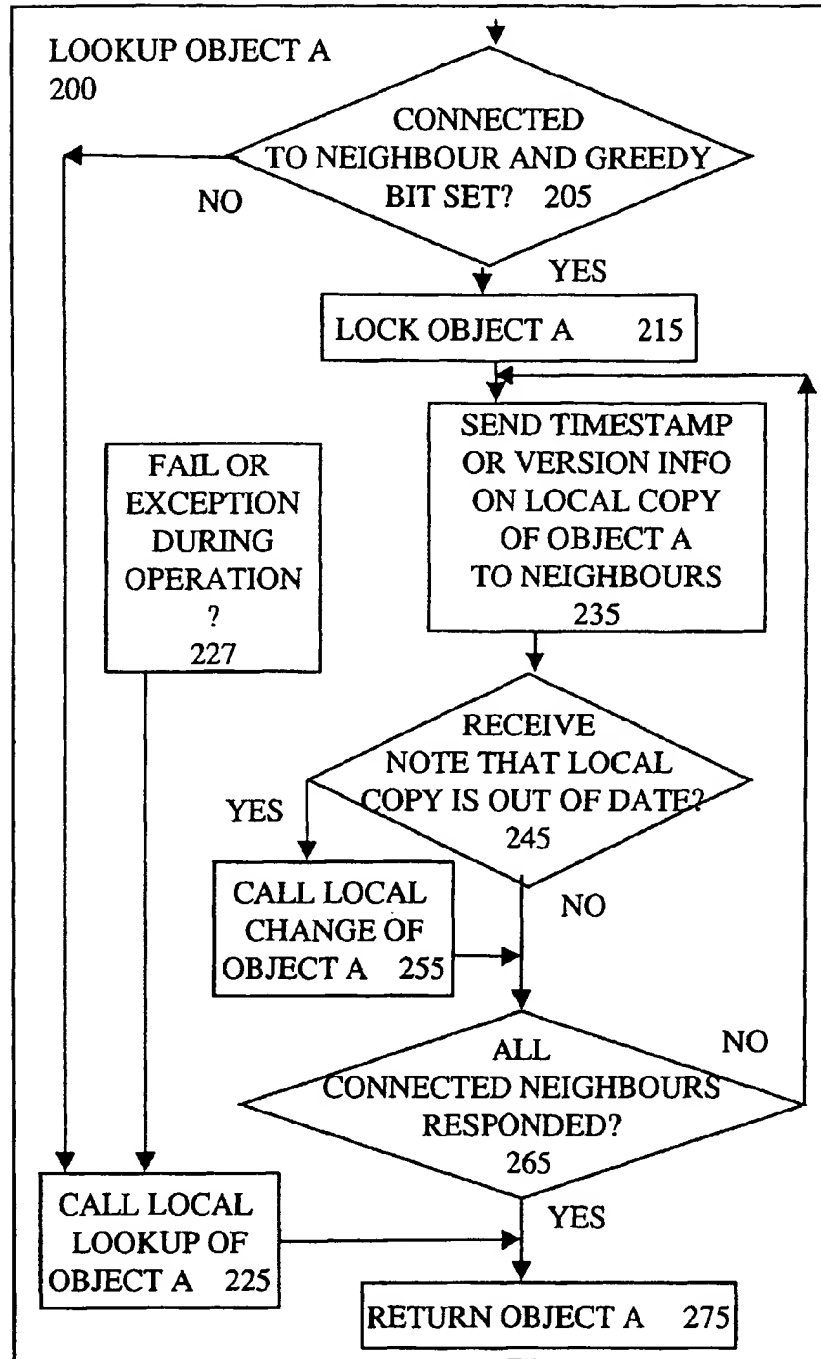 LOOKUP OBJECT A
200
CONNECTED
TO NEIGHBOUR AND GREEDY
BIT SET? 205
NO
YES
LOCK OBJECT A 215
SEND TIMESTAMP
OR VERSION INFO
ON LOCAL COPY
OF OBJECT A
TO NEIGHBOURS
235
FAIL OR
EXCEPTION
DURING
OPERATION
?
227
RECEIVE
NOTE THAT LOCAL
COPY IS OUT OF DATE?
245
YES
NO
CALL LOCAL
CHANGE OF
OBJECT A 255
ALL
CONNECTED NEIGHBOURS
RESPONDED?
265
NO
YES
CALL LOCAL
LOOKUP OF
OBJECT A 225
RETURN OBJECT A 275